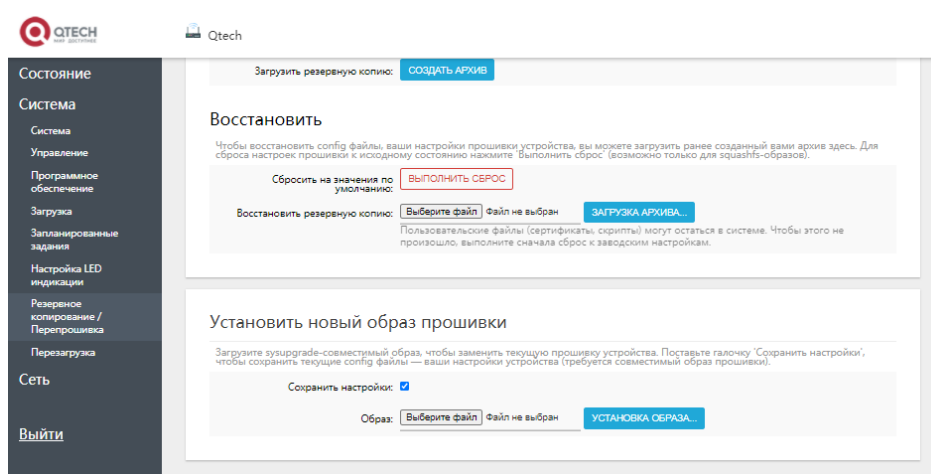 QTECH
МИР ДОСТУПНЕЕ
Qtech
Состояние
Система
Система
Управление
Программное
обеспечение
Загрузка
Запланированные
задания
Настройка LED
индикации
Резервное
копирование /
Перепрошивка
Перезагрузка
Сеть
Выйти
Загрузить резервную копию: СОЗДАТЬ АРХИВ
Восстановить
Чтобы восстановить config файлы, ваши настройки прошивки устройства, вы можете загрузить ранее созданный вами архив здесь. Для
сброса настроек прошивки к исходному состоянию нажмите 'Выполнить сброс' (возможно только для squashfs-образов).
Сбросить на значения по
умолчанию:
ВЫПОЛНИТЬ СБРОС
Восстановить резервную копию: Выберите файл Файл не выбран ЗАГРУЗКА АРХИВА...
Пользовательские файлы (сертификаты, скрипты) могут остаться в системе. Чтобы этого не
произошло, выполните сначала сброс к заводским настройкам.
Установить новый образ прошивки
Загрузите sysupgrade-совместимый образ, чтобы заменить текущую прошивку устройства. Поставьте галочку 'Сохранить настройки',
чтобы сохранить текущие config файлы — ваши настройки устройства (требуется совместимый образ прошивки).
Сохранить настройки:
Образ: Выберите файл Файл не выбран УСТАНОВКА ОБРАЗА...